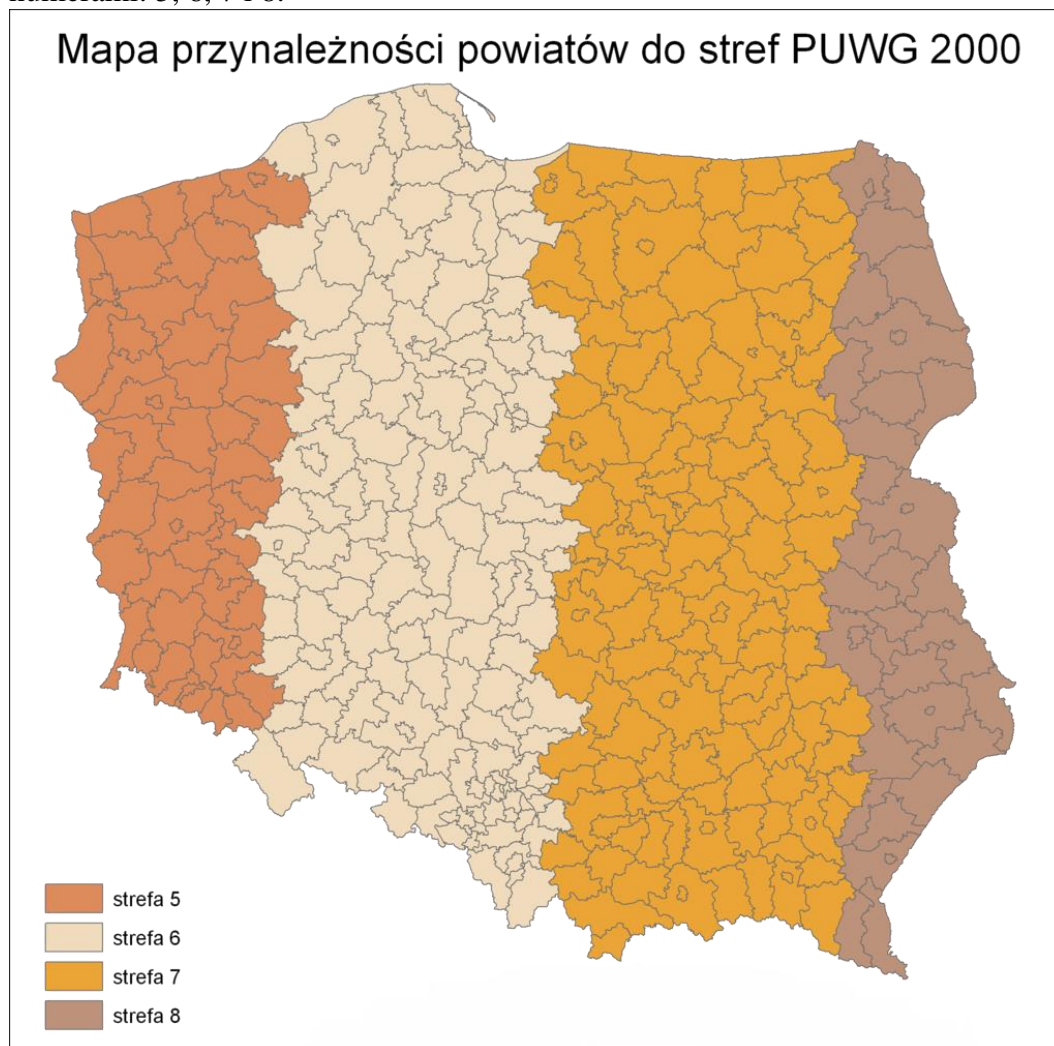 Mapa przynależności powiatów do stref PUWG 2000
strefa 5
strefa 6
strefa 7
strefa 8